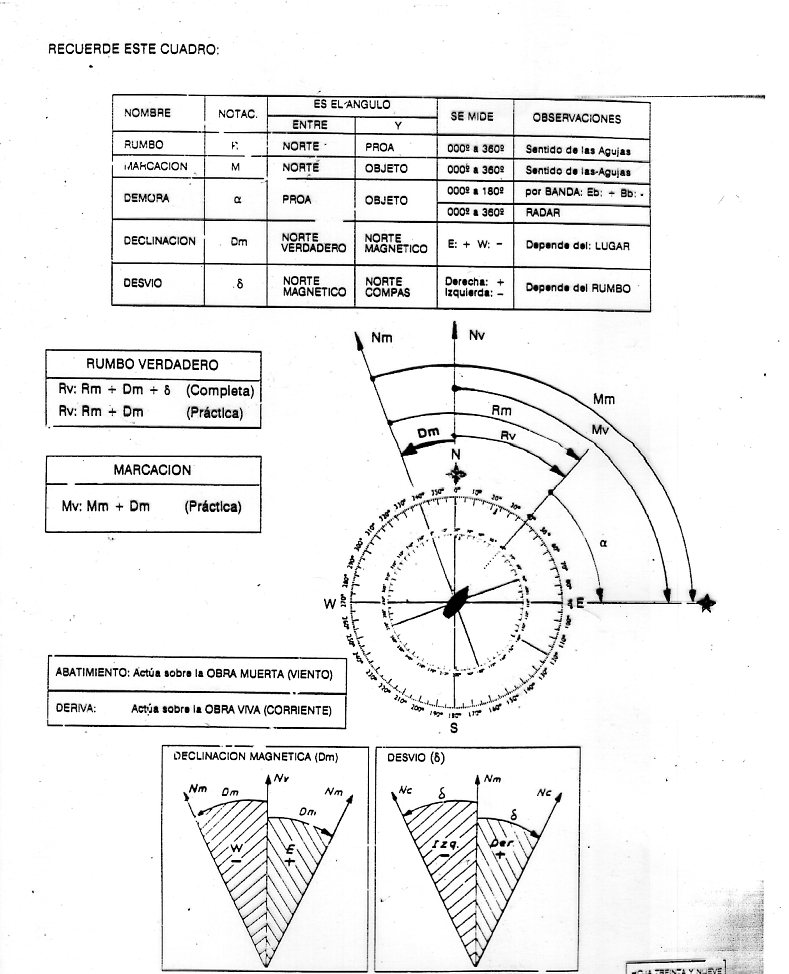 RECUERDE ESTE CUADRO:
NOMBRE NOTAC. ES EL ANGULO SE MIDE OBSERVACIONES
ENTRE Y
RUMBO NORTE PROA 000º a 360º Sentido de las Agujas
MARCACION M NORTE OBJETO 000º a 360º Sentido de las-Agujas
DEMORA α PROA OBJETO 000º a 180º por BANDA: Eb: + Bb: -
000º a 360º RADAR
DECLINACION Dm NORTE VERDADERO NORTE MAGNETICO E: + W: - Depende del: LUGAR
DESVIO δ NORTE MAGNETICO NORTE COMPAS Derecha: + Izquierda: - Depende del RUMBO
RUMBO VERDADERO
Rv: Rm + Dm + δ (Completa)
Rv: Rm + Dm (Práctica)
MARCACION
Mv: Mm + Dm (Práctica)
Nm Nv
Mm
Rm
Mv
Dm
Rv
N
α
W
E
S
ABATIMIENTO: Actúa sobre la OBRA MUERTA (VIENTO)
DERIVA: Actúa sobre la OBRA VIVA (CORRIENTE)
DECLINACION MAGNETICA (Dm)
Nm Dm Nv Nm
Dm
W E
- +
DESVIO (δ)
Nc δ Nm Nc
δ
Izq. Der.
- +
HOJA TREINTA Y NUEVE